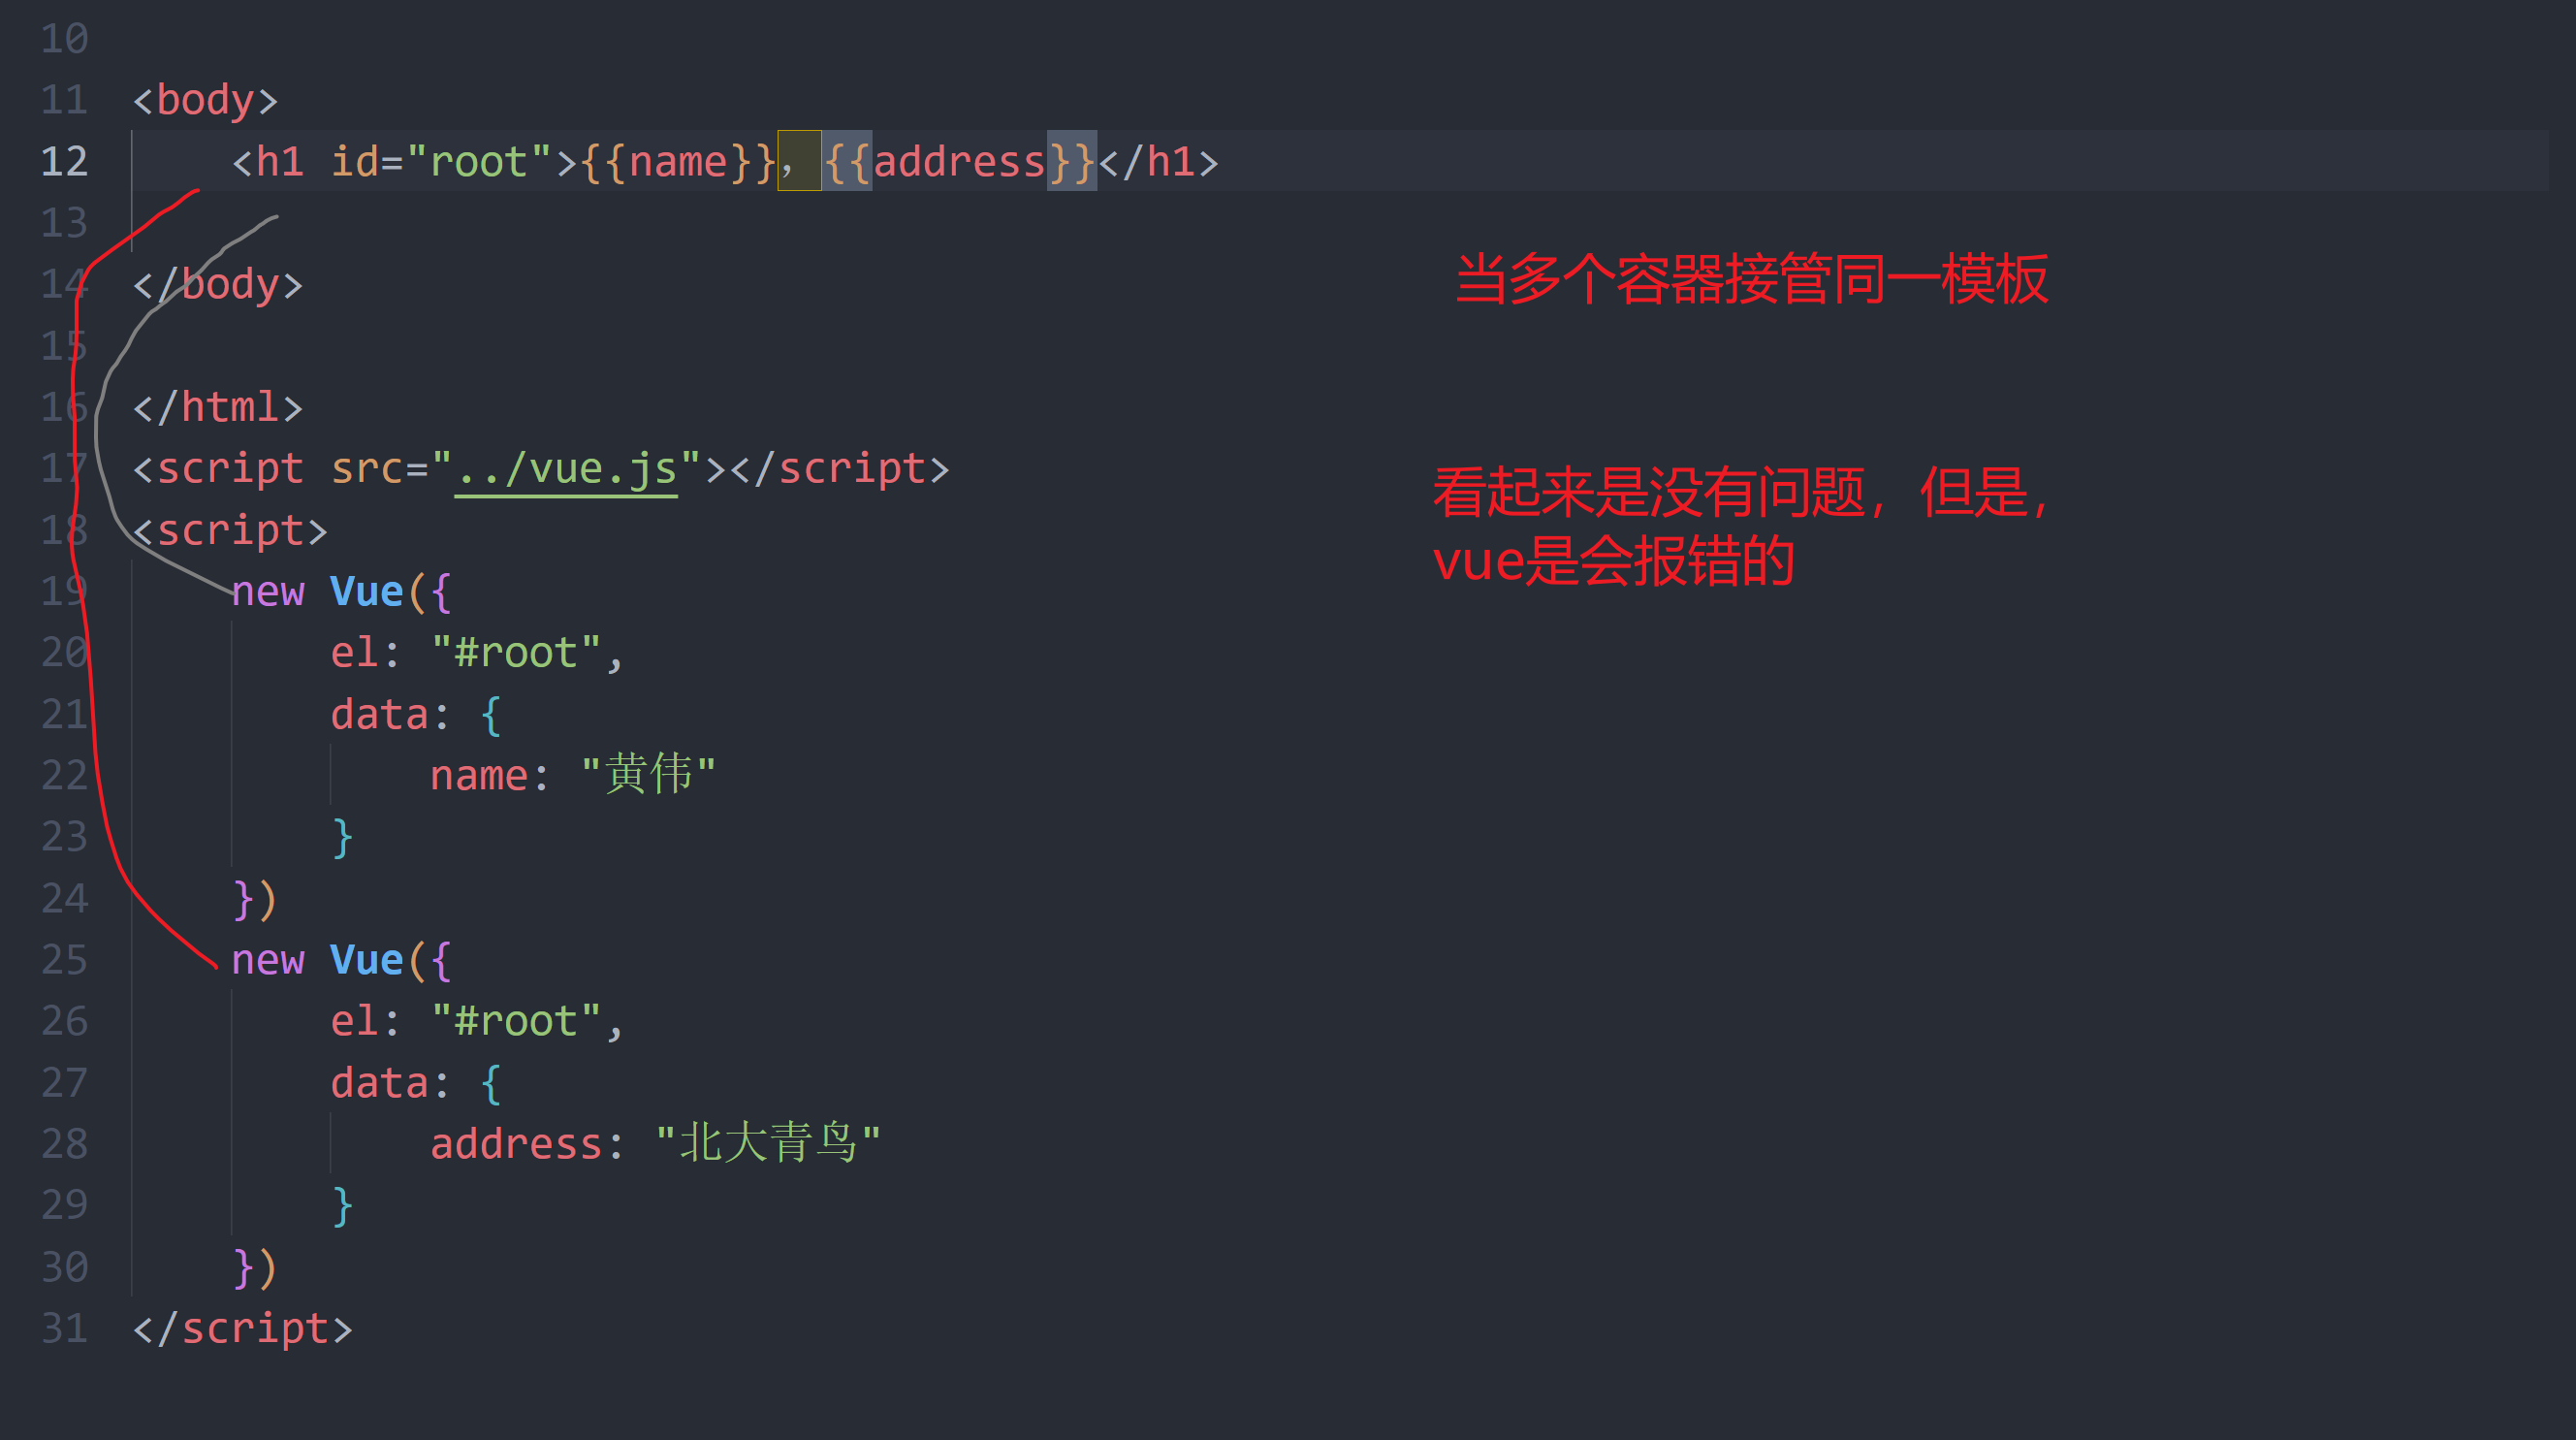 10
11 <body>
12     <h1 id="root">{{name}}，{{address}}</h1>
13
当多个容器接管同一模板
14 </body>
15
16 </html>
17 <script src="../vue.js"></script>
看起来是没有问题，但是，
vue是会报错的
18 <script>
19     new Vue({
20         el: "#root",
21         data: {
22             name: "黄伟"
23         }
24     })
25     new Vue({
26         el: "#root",
27         data: {
28             address: "北大青鸟"
29         }
30     })
31 </script>